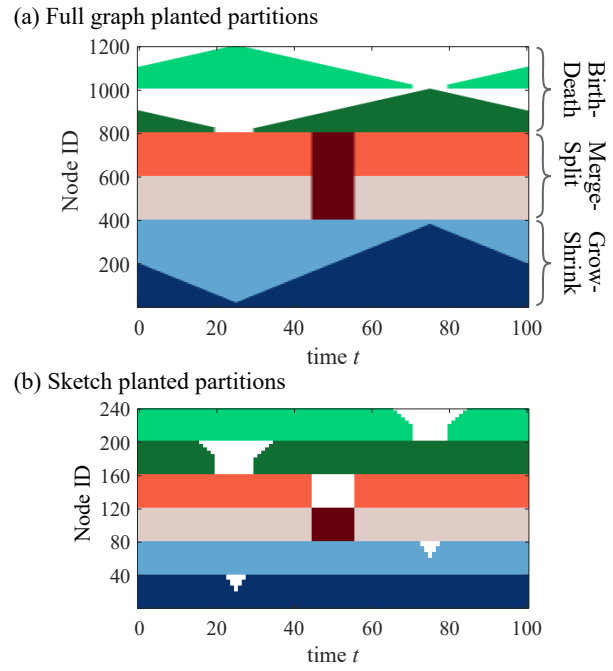 (a) Full graph planted partitions
1200
1000
800
600
400
200
Node ID
0
20
40
60
80
100
time t
Birth-
Death
Merge-
Split
Grow-
Shrink
(b) Sketch planted partitions
240
200
160
120
80
40
Node ID
0
20
40
60
80
100
time t